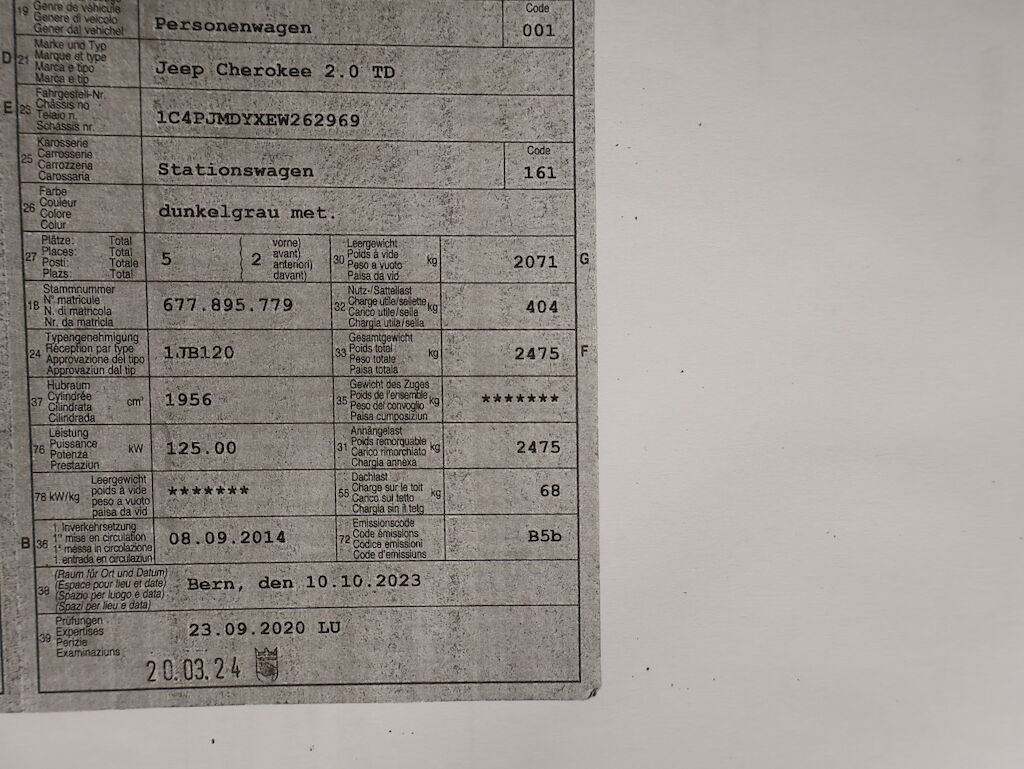 19 Genre de véhicule
Genere di veicolo
Gener dal vehichel
Personenwagen
Code
001
D 21 Marke und Typ
Marque et type
Marca e tipo
Marca e tip
Jeep Cherokee 2.0 TD
E 23 Fahrgestell-Nr.
Châssis no
Telaio n.
Schassis nr.
1C4PJMDYXEW262969
25 Karosserie
Carrosserie
Carrozzeria
Carossaria
Stationswagen
Code
161
26 Farbe
Couleur
Colore
Colur
dunkelgrau met.
27 Plätze: Total
Places: Total
Posti: Totale
Plazs: Total
5 ( 2 vorne)
( avant)
( anteriori)
( davant)
30 Leergewicht
Poids à vide
Peso a vuoto
Paisa da vid
kg
2071 G
18 Stammnummer
N° matricule
N. di matricola
Nr. da matricla
677.895.779
32 Nutz-/Sattellast
Charge utile/sellette
Carico utile/sella
Chargia utila/sella
kg
404
24 Typengenehmigung
Réception par type
Approvazione del tipo
Approvaziun dal tip
1JB120
33 Gesamtgewicht
Poids total
Peso totale
Paisa totala
kg
2475 F
37 Hubraum
Cylindrée
Cilindrata
Cilindrada
cm³
1956
35 Gewicht des Zuges
Poids de l'ensemble
Peso del convoglio
Paisa cumposiziun
kg
*******
76 Leistung
Puissance
Potenza
Prestaziun
kW
125.00
31 Anhängelast
Poids remorquable
Carico rimorchiato
Chargia annexa
kg
2475
78 kW/kg Leergewicht
poids à vide
peso a vuoto
paisa da vid
*******
55 Dachlast
Charge sur le toit
Carico sul tetto
Chargia sin il tetg
kg
68
B 36 1. Inverkehrsetzung
1re mise en circulation
1a messa in circolazione
1. entrada en circulaziun
08.09.2014
72 Emissionscode
Code émissions
Codice emissioni
Code d'emissiuns
B5b
38 (Raum für Ort und Datum)
(Espace pour lieu et date)
(Spazio per luogo e data)
(Spazi per lieu e data)
Bern, den 10.10.2023
39 Prüfungen
Expertises
Perizie
Examinaziuns
23.09.2020 LU
20.03.24